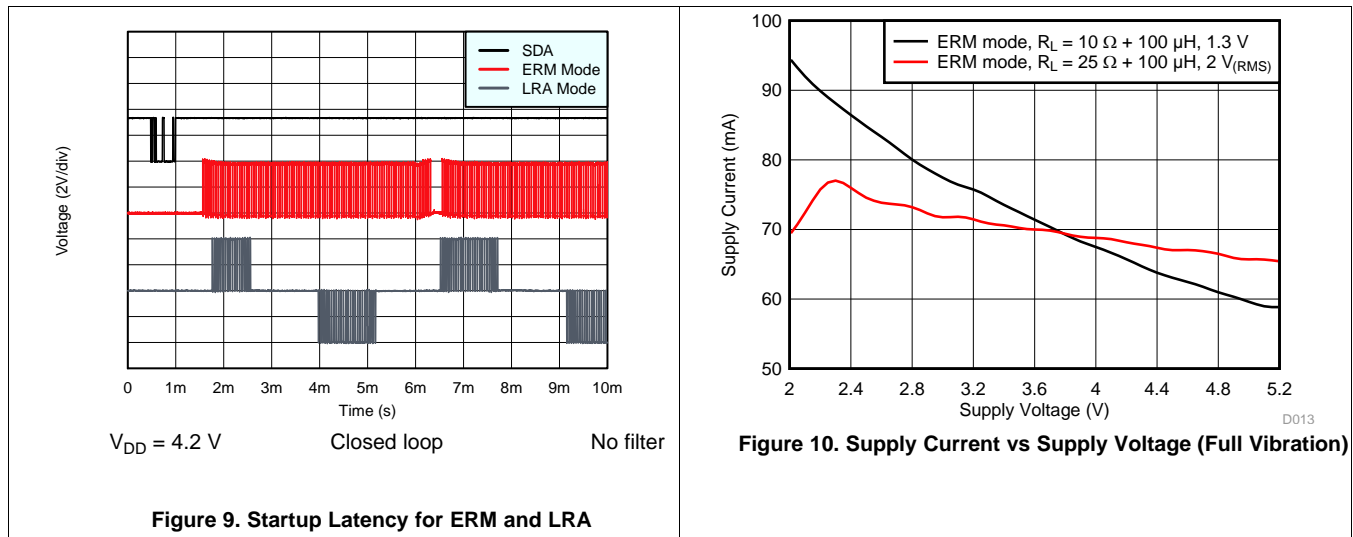 SDA
ERM Mode
LRA Mode
Voltage (2V/div)
0 1m 2m 3m 4m 5m 6m 7m 8m 9m 10m
Time (s)
V_DD = 4.2 V Closed loop No filter
Figure 9. Startup Latency for ERM and LRA
ERM mode, R_L = 10 Ω + 100 µH, 1.3 V
ERM mode, R_L = 25 Ω + 100 µH, 2 V_(RMS)
Supply Current (mA)
100
90
80
70
60
50
2 2.4 2.8 3.2 3.6 4 4.4 4.8 5.2
Supply Voltage (V)
D013
Figure 10. Supply Current vs Supply Voltage (Full Vibration)